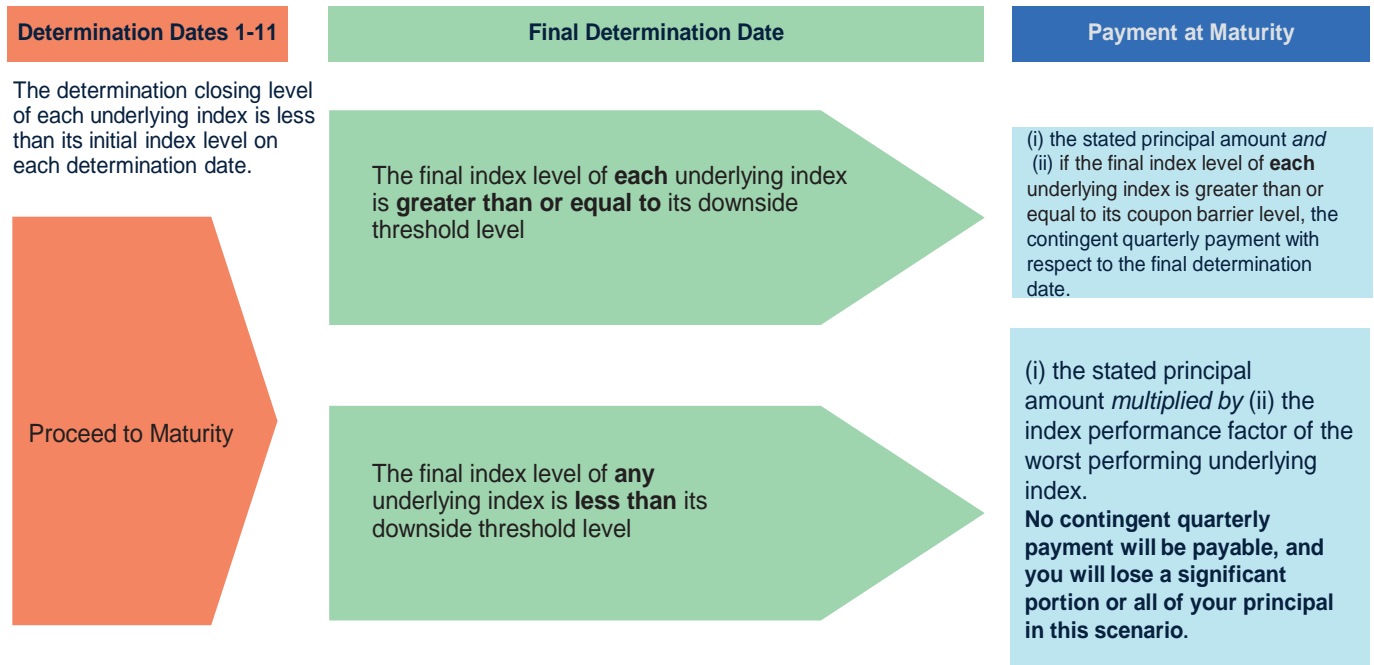 Determination Dates 1-11
Final Determination Date
Payment at Maturity
The determination closing level
of each underlying index is less
than its initial index level on
each determination date.
Proceed to Maturity
The final index level of each underlying index
is greater than or equal to its downside
threshold level
(i) the stated principal amount and
(ii) if the final index level of each
underlying index is greater than or
equal to its coupon barrier level, the
contingent quarterly payment with
respect to the final determination
date.
The final index level of any
underlying index is less than its
downside threshold level
(i) the stated principal
amount multiplied by (ii) the
index performance factor of the
worst performing underlying
index.
No contingent quarterly
payment will be payable, and
you will lose a significant
portion or all of your principal
in this scenario.